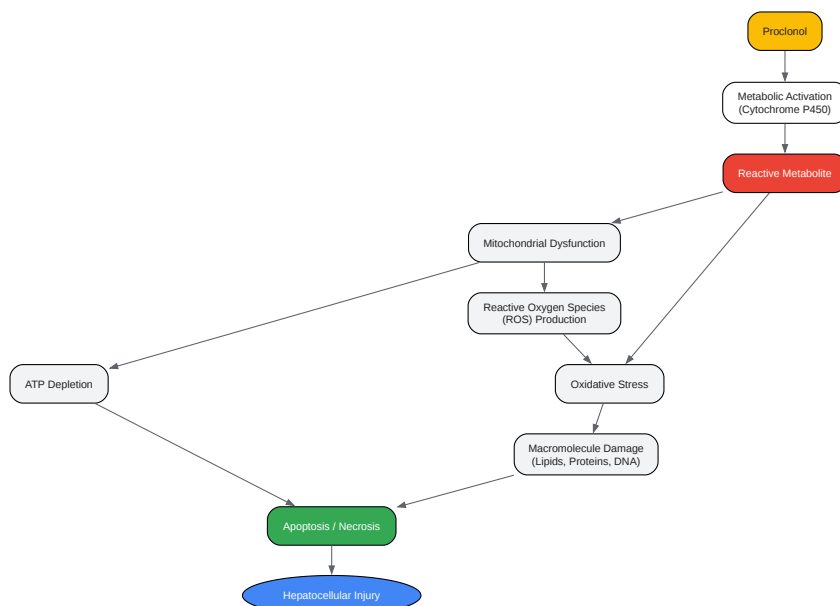 Proclonol
Metabolic Activation
(Cytochrome P450)
Reactive Metabolite
Mitochondrial Dysfunction
Reactive Oxygen Species
(ROS) Production
ATP Depletion
Oxidative Stress
Macromolecule Damage
(Lipids, Proteins, DNA)
Apoptosis / Necrosis
Hepatocellular Injury